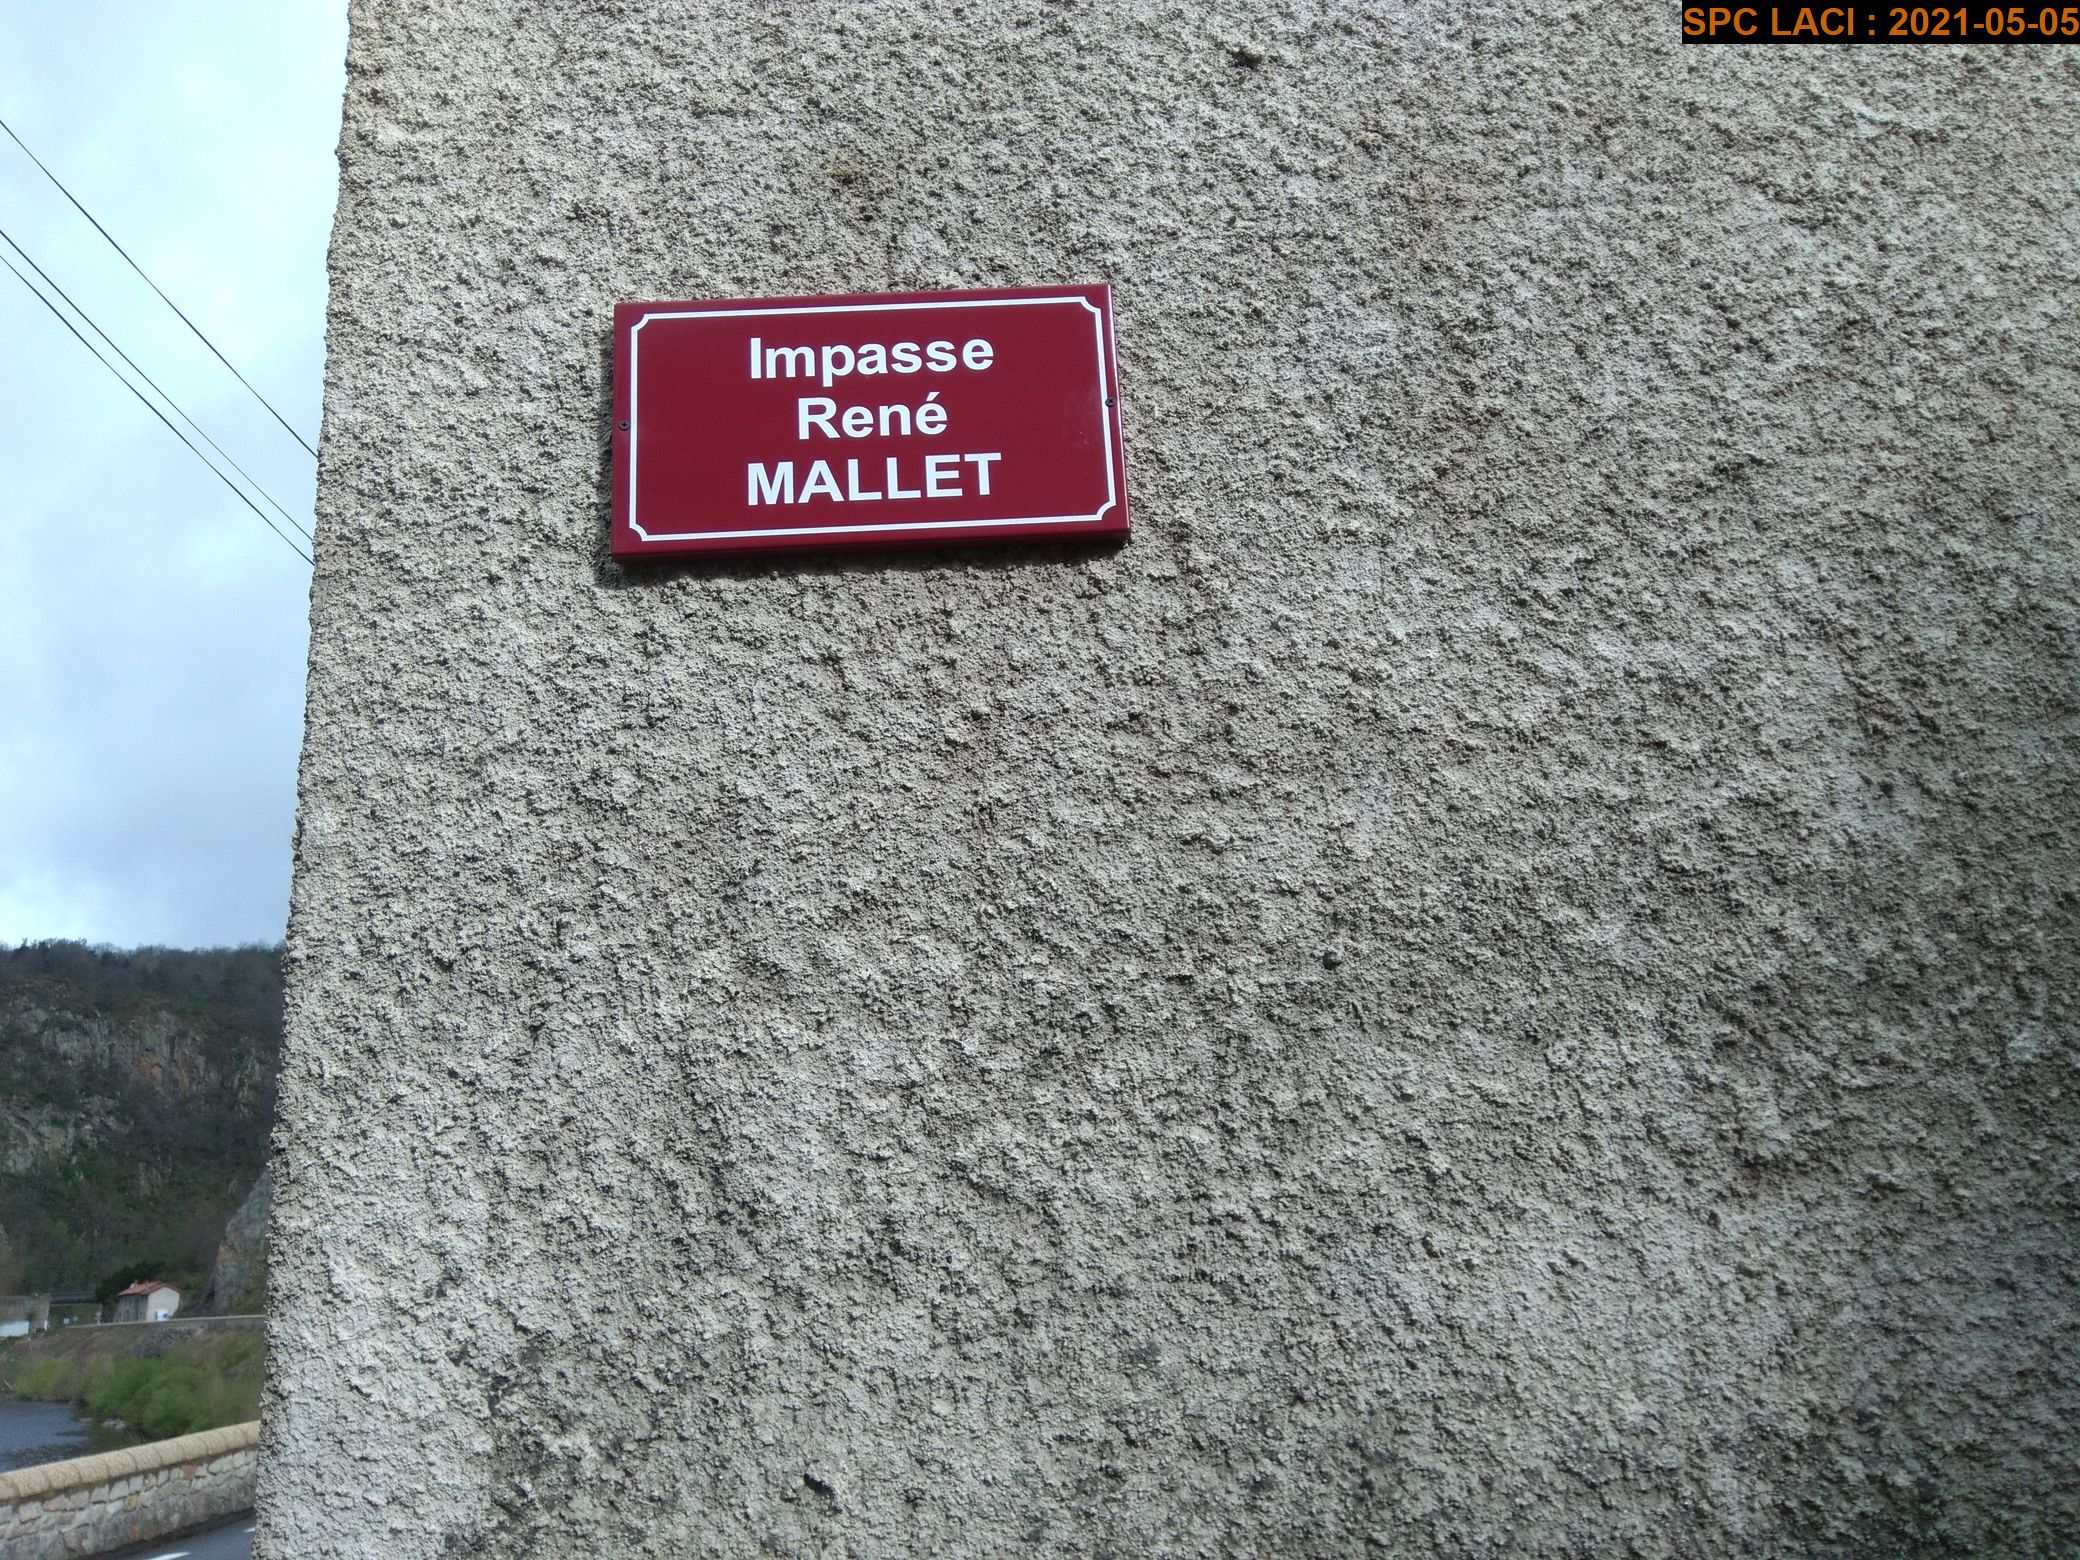 SPC LACI : 2021-05-05
Impasse
René
MALLET